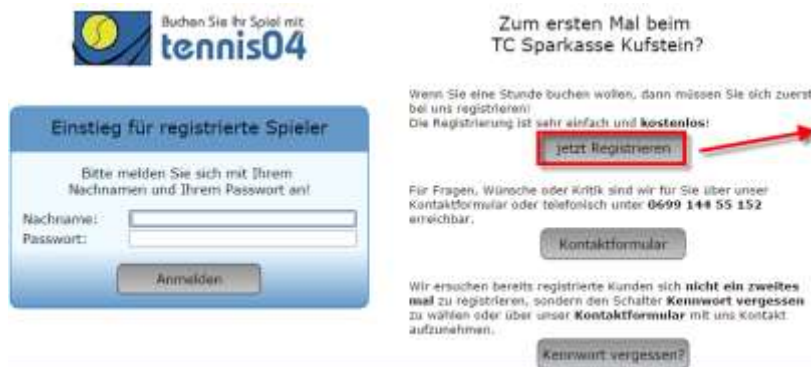 Buchen Sie Ihr Spiel mit
tennis04
Einstieg für registrierte Spieler
Bitte
melden Sie sich mit Ihrem
Nachnamen und Ihrem Passwort an!
Nachname:
Passwort:
Anmelden
Zum ersten Mal beim
TC Sparkasse Kufstein?
Wenn Sie eine Stunde buchen wollen, dann müssen Sie sich zuerst
bei uns registrieren!
Die Registrierung ist sehr einfach und kostenlos!
jetzt Registrieren
Für Fragen, Wünsche oder Kritik sind wir für Sie über unser
Kontaktformular oder telefonisch unter 0699 144 55 152
erreichbar.
Kontaktformular
Wir ersuchen bereits registrierte Kunden sich nicht ein zweites
mal zu registrieren, sondern den Schalter Kennwort vergessen
zu wählen oder über unser Kontaktformular mit uns Kontakt
aufzunehmen.
Kennwort vergessen?